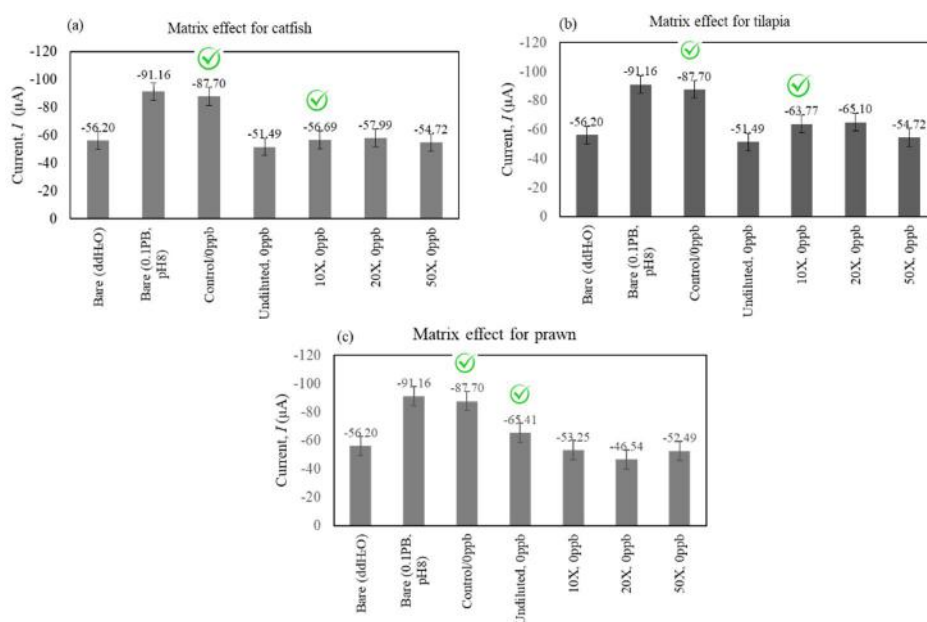 (a)
Matrix effect for catfish
Current, I (µA)
-120
-100
-80
-60
-40
-20
0
-56.20
-91.16
-87.70
-51.49
-56.69
-57.99
-54.72
Bare (ddH₂O)
Bare (0.1PB, pH8)
Control/0ppb
Undiluted, 0ppb
10X, 0ppb
20X, 0ppb
50X, 0ppb
(b)
Matrix effect for tilapia
Current, I (µA)
-120
-100
-80
-60
-40
-20
0
-56.20
-91.16
-87.70
-51.49
-63.77
-65.10
-54.72
Bare (ddH₂O)
Bare (0.1PB, pH8)
Control/0ppb
Undiluted, 0ppb
10X, 0ppb
20X, 0ppb
50X, 0ppb
(c)
Matrix effect for prawn
Current, I (µA)
-120
-100
-80
-60
-40
-20
0
-56.20
-91.16
-87.70
-65.41
-53.25
-46.54
-52.49
Bare (ddH₂O)
Bare (0.1PB, pH8)
Control/0ppb
Undiluted, 0ppb
10X, 0ppb
20X, 0ppb
50X, 0ppb